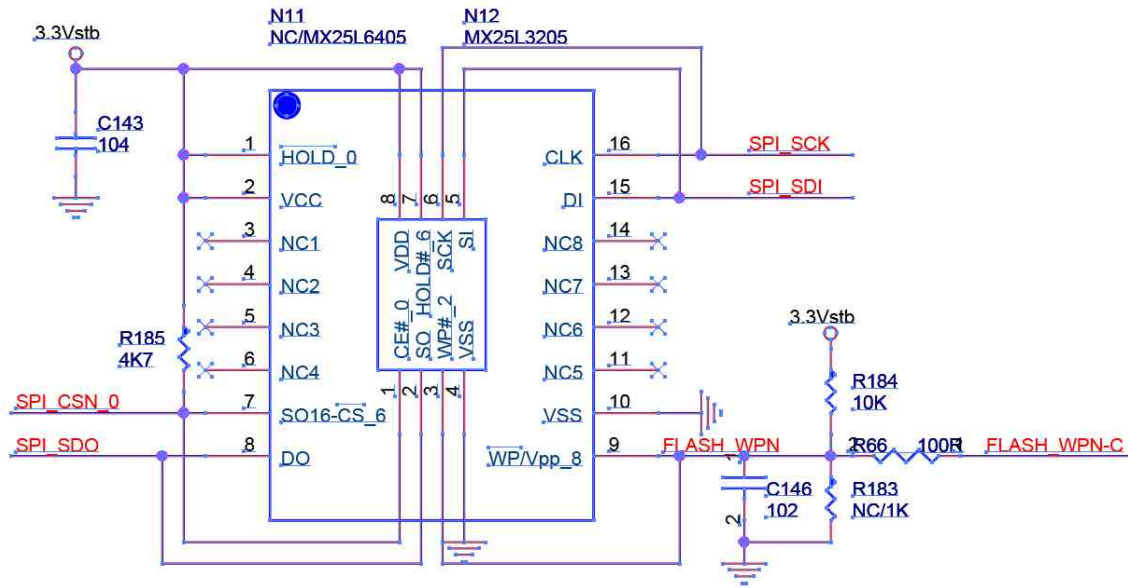 N11
NC/MX25L6405
N12
MX25L3205
3.3Vstb
C143
104
1
HOLD_0
2
VCC
3
NC1
4
NC2
5
NC3
6
NC4
7
SO16-CS_6
8
DO
R185
4K7
SPI_CSN_0
SPI_SDO
8
7
6
5
VDD
HOLD#_6
SCK
SI
CE#_0
SO
WP#_2
VSS
1
2
3
4
CLK
16
SPI_SCK
DI
15
SPI_SDI
NC8
14
NC7
13
NC6
12
NC5
11
VSS
10
WP/Vpp_8
9
FLASH_WPN
3.3Vstb
R184
10K
2
R66
100R
1
FLASH_WPN-C
1
C146
102
2
R183
NC/1K